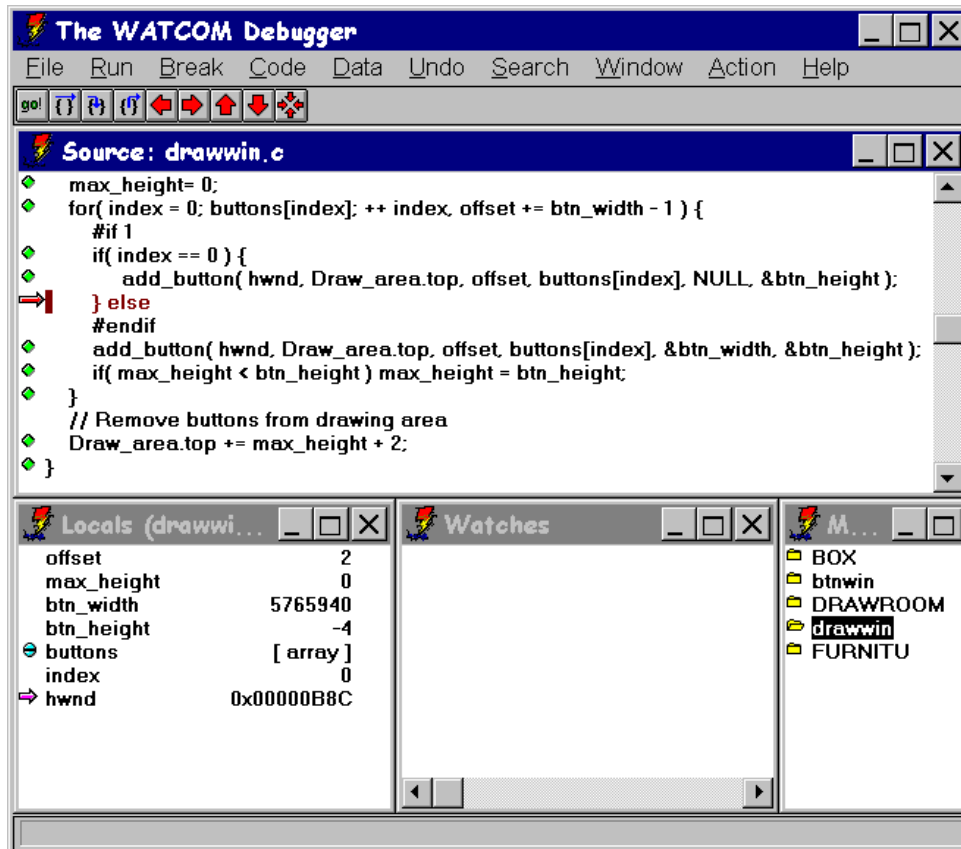 The WATCOM Debugger
File Run Break Code Data Undo Search Window Action Help
go! {} {} {}
Source: drawwin.c
max_height= 0;
for( index = 0; buttons[index]; ++ index, offset += btn_width - 1 ) {
#if 1
if( index == 0 ) {
add_button( hwnd, Draw_area.top, offset, buttons[index], NULL, &btn_height );
} else
#endif
add_button( hwnd, Draw_area.top, offset, buttons[index], &btn_width, &btn_height );
if( max_height < btn_height ) max_height = btn_height;
}
// Remove buttons from drawing area
Draw_area.top += max_height + 2;
}
Locals (drawwi...
offset 2
max_height 0
btn_width 5765940
btn_height -4
buttons [ array ]
index 0
hwnd 0x00000B8C
Watches
M...
BOX
btnwin
DRAWROOM
drawwin
FURNITU